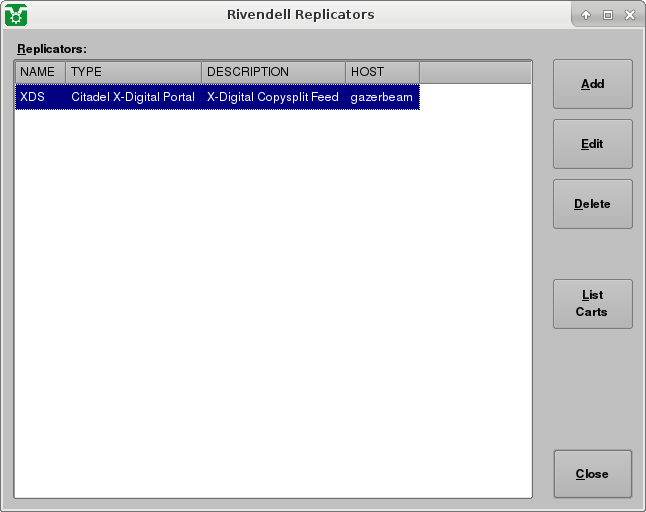 Rivendell Replicators
Replicators:
NAME TYPE DESCRIPTION HOST
XDS Citadel X-Digital Portal X-Digital Copysplit Feed gazerbeam
Add
Edit
Delete
List
Carts
Close